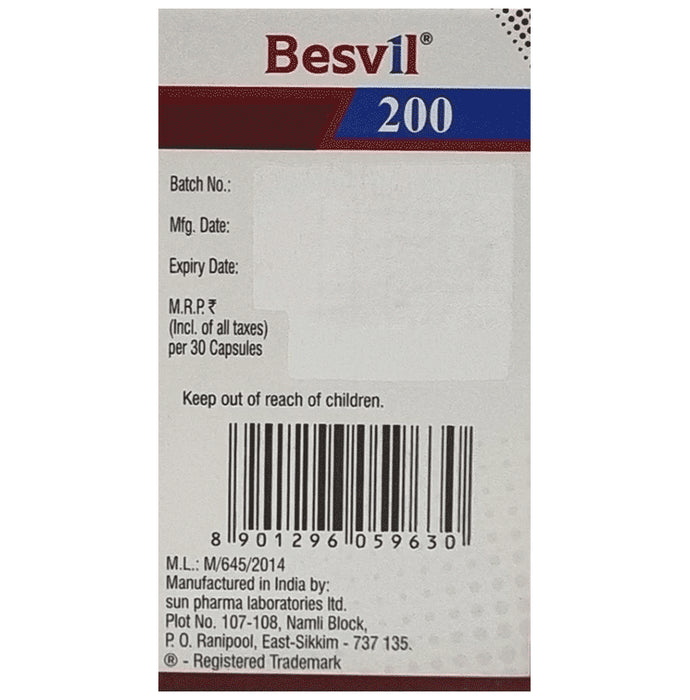 Besvil®
200
Batch No.:
Mfg. Date:
Expiry Date:
M.R.P. ₹
(Incl. of all taxes)
per 30 Capsules
Keep out of reach of children.
8 901296 059630
M.L.: M/645/2014
Manufactured in India by:
sun pharma laboratories ltd.
Plot No. 107-108, Namli Block,
P. O. Ranipool, East-Sikkim - 737 135.
® - Registered Trademark